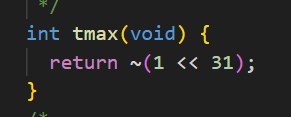 */
int tmax(void) {
  return ~(1 << 31);
}
/*